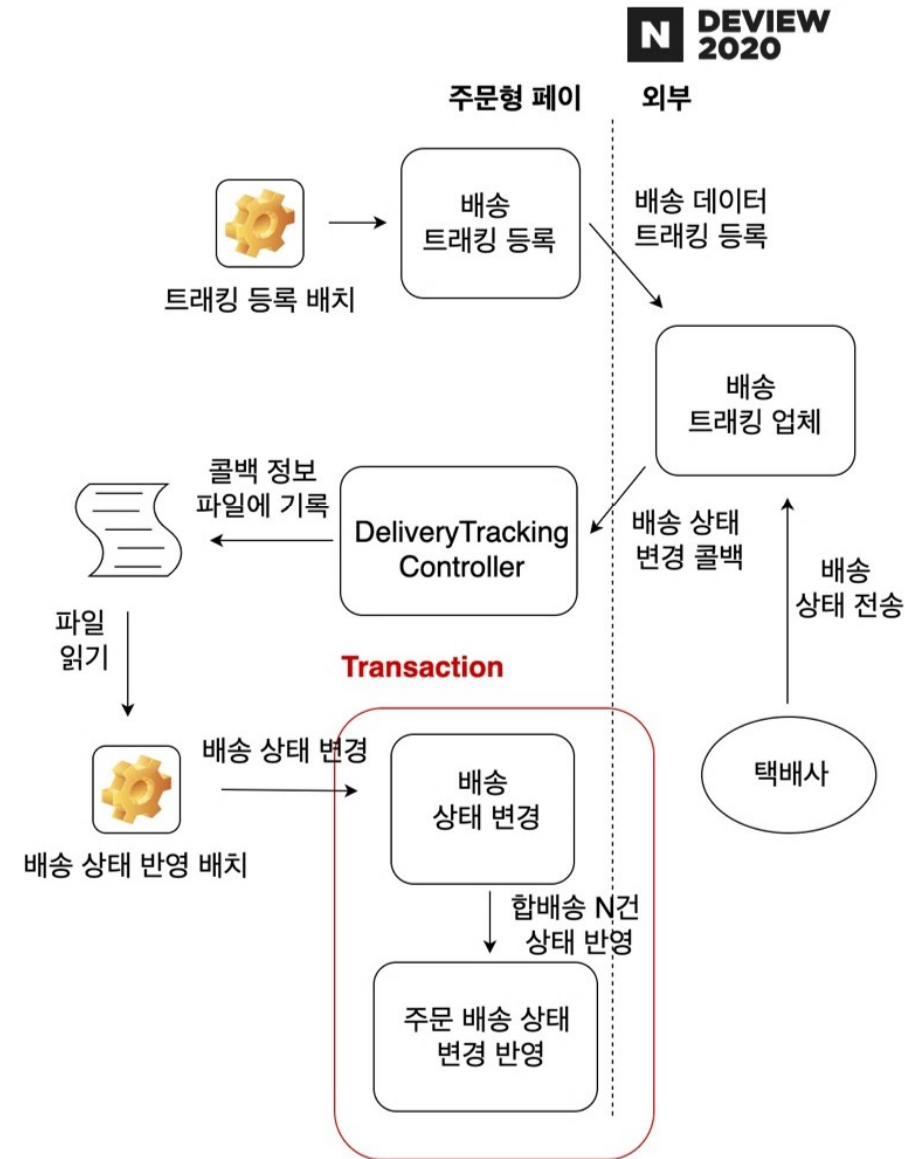 N DEVIEW
2020
주문형 페이
외부
배송
트래킹 등록
배송 데이터
트래킹 등록
트래킹 등록 배치
배송
트래킹 업체
콜백 정보
파일에 기록
DeliveryTracking
Controller
배송 상태
변경 콜백
배송
상태 전송
파일
읽기
Transaction
배송 상태 변경
배송
상태 변경
택배사
배송 상태 반영 배치
합배송 N건
상태 반영
주문 배송 상태
변경 반영